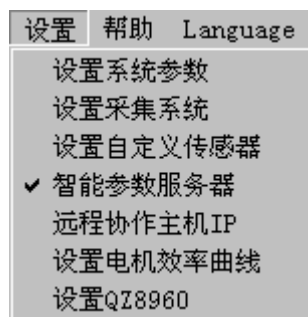 设置 帮助 Language
设置系统参数
设置采集系统
设置自定义传感器
智能参数服务器
远程协作主机IP
设置电机效率曲线
设置QZ8960